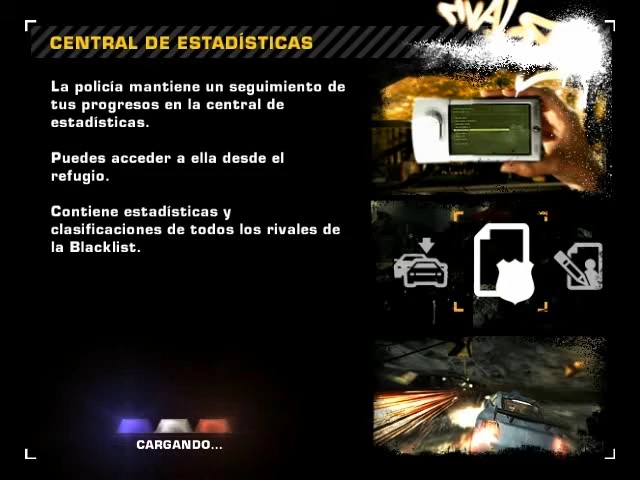 CENTRAL DE ESTADÍSTICAS
La policía mantiene un seguimiento de
tus progresos en la central de
estadísticas.
Puedes acceder a ella desde el
refugio.
Contiene estadísticas y
clasificaciones de todos los rivales de
la Blacklist.
CARGANDO...